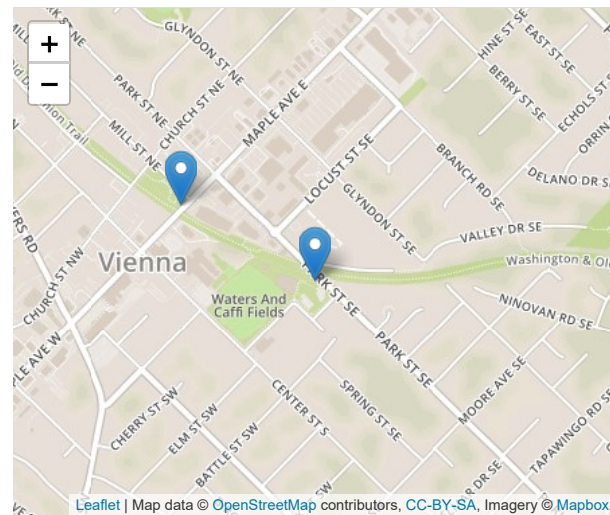 +
−
GLYNDON ST NE
PARK ST NE
CHURCH ST NE
MILL ST NE
MAPLE AVE E
HINE ST SE
EAST ST SE
BERRY ST SE
ECHOLS ST SE
LOCUST ST SE
BRANCH RD SE
GLYNDON ST SE
DELANO DR SE
VALLEY DR SE
Washington & Ol
CHURCH ST NW
Vienna
Waters And
Caffi Fields
PARK ST SE
NINOVAN RD SE
PARK ST SE
CENTER ST S
SPRING ST SE
MOORE AVE SE
TAPAWINGO RD SE
CHERRY ST SW
ELM ST SW
BATTLE ST SW
Leaflet | Map data © OpenStreetMap contributors, CC-BY-SA, Imagery © Mapbox